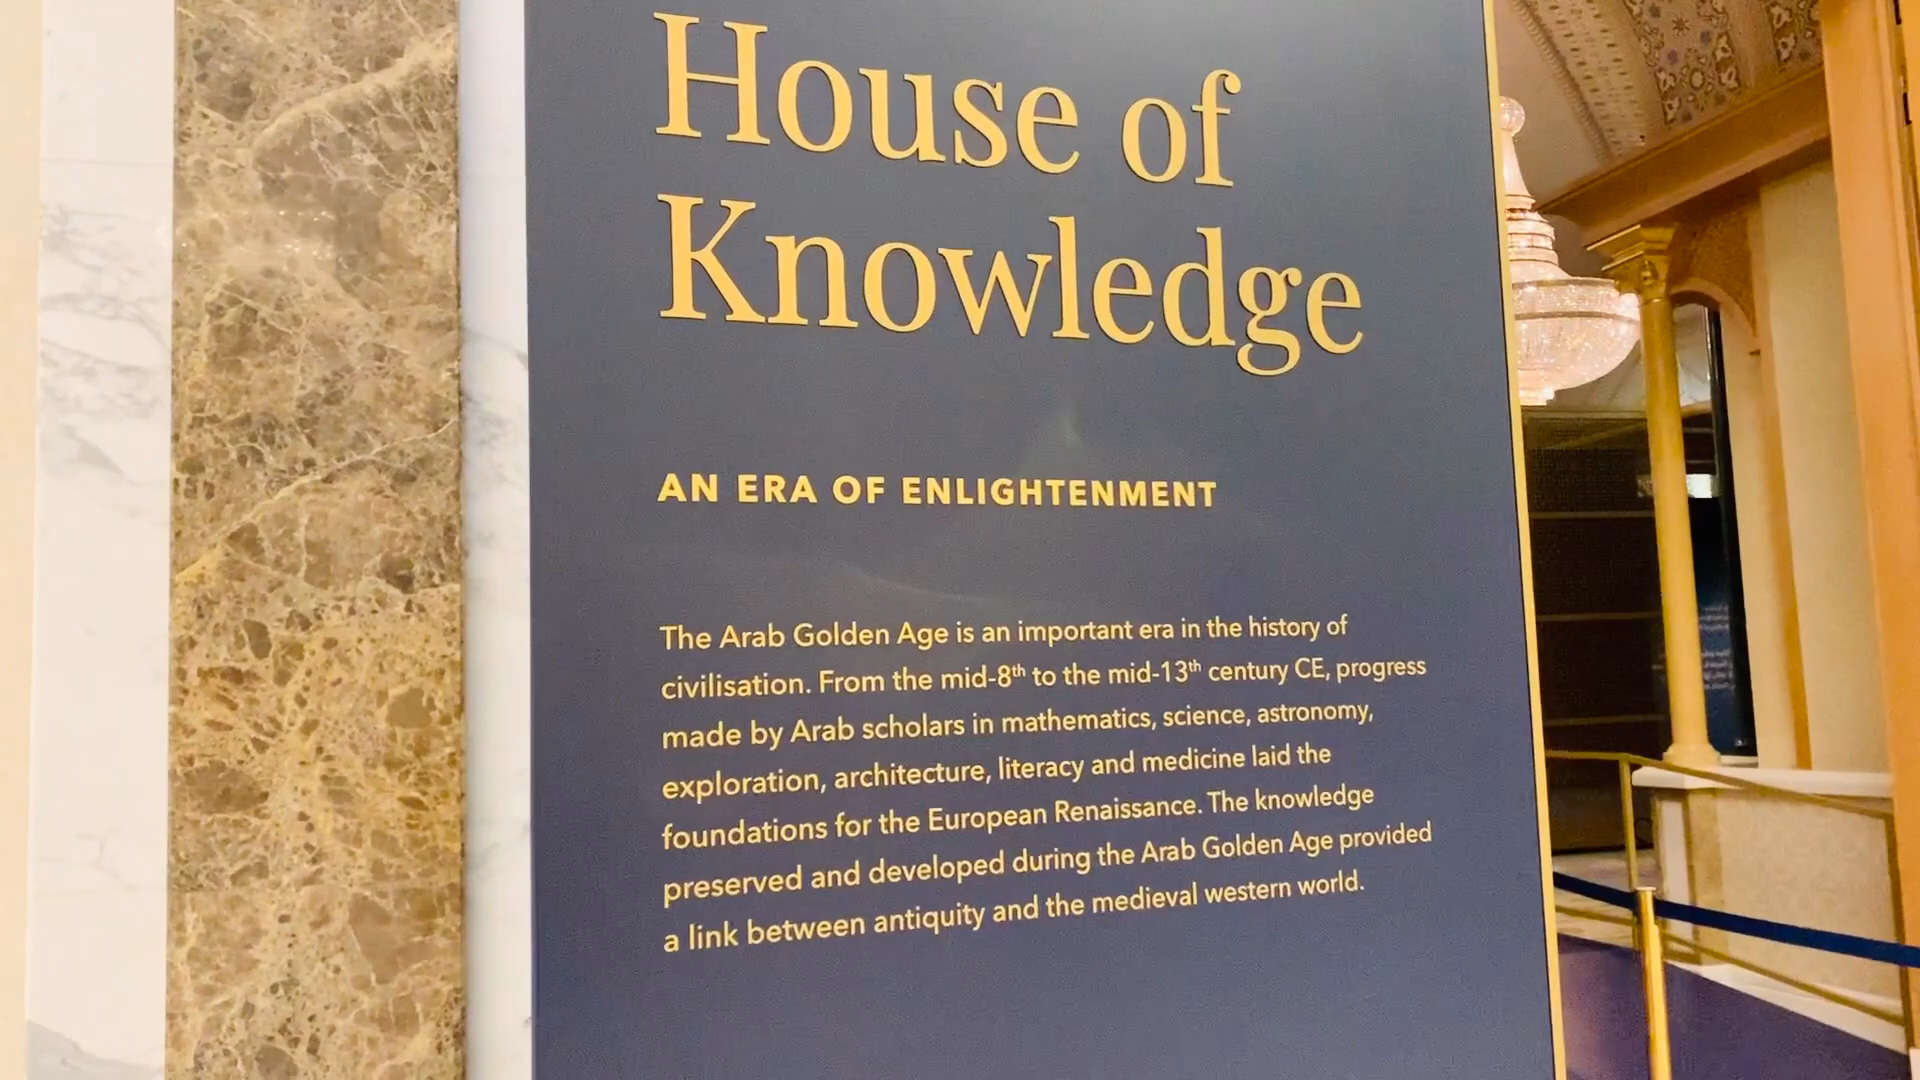 House of
Knowledge
AN ERA OF ENLIGHTENMENT
The Arab Golden Age is an important era in the history of
civilisation. From the mid-8th to the mid-13th century CE, progress
made by Arab scholars in mathematics, science, astronomy,
exploration, architecture, literacy and medicine laid the
foundations for the European Renaissance. The knowledge
preserved and developed during the Arab Golden Age provided
a link between antiquity and the medieval western world.